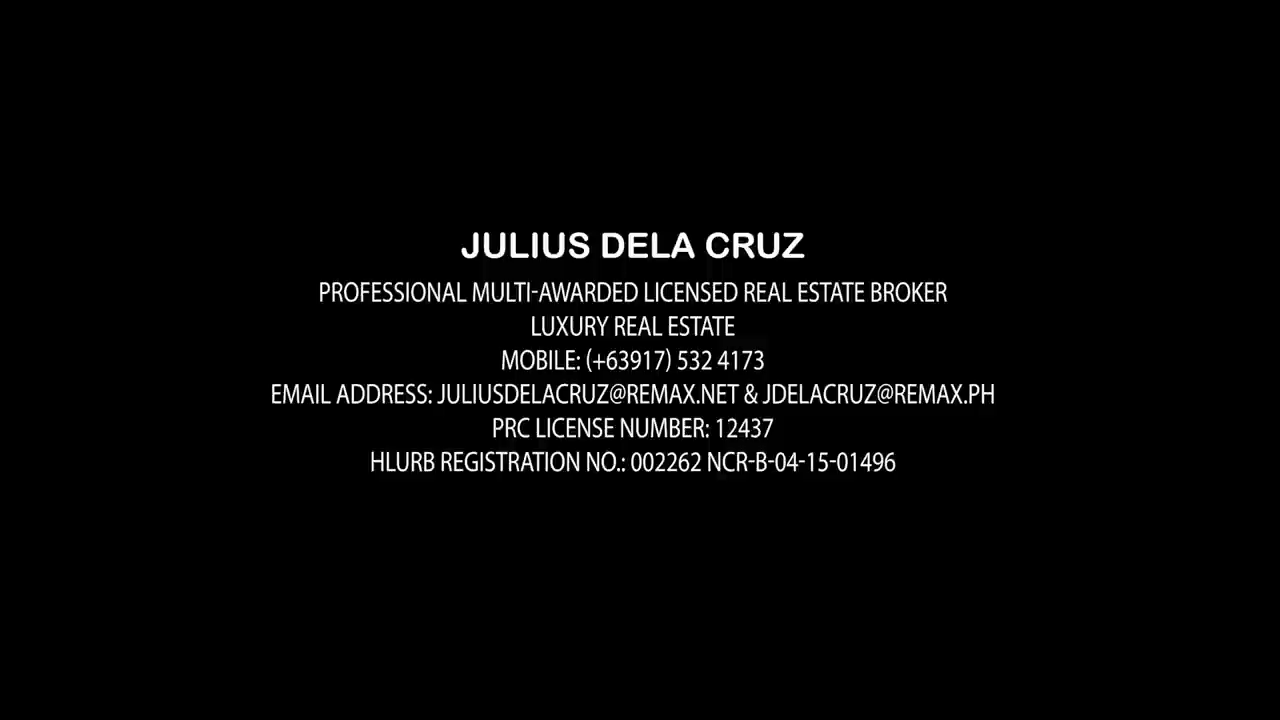 JULIUS DELA CRUZ
PROFESSIONAL MULTI-AWARDED LICENSED REAL ESTATE BROKER
LUXURY REAL ESTATE
MOBILE: (+63917) 532 4173
EMAIL ADDRESS: JULIUSDELACRUZ@REMAX.NET & JDELACRUZ@REMAX.PH
PRC LICENSE NUMBER: 12437
HLURB REGISTRATION NO.: 002262 NCR-B-04-15-01496